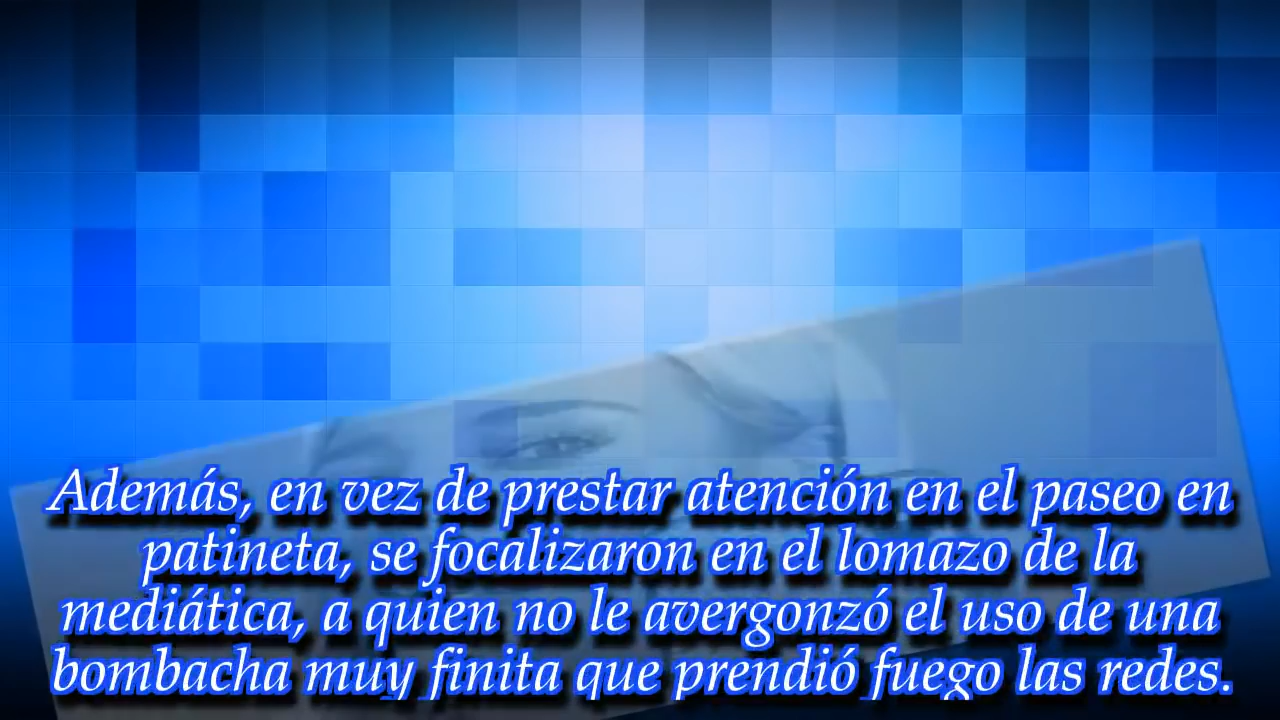 Además, en vez de prestar atención en el paseo en
patineta, se focalizaron en el lomazo de la
mediática, a quien no le avergonzó el uso de una
bombacha muy finita que prendió fuego las redes.